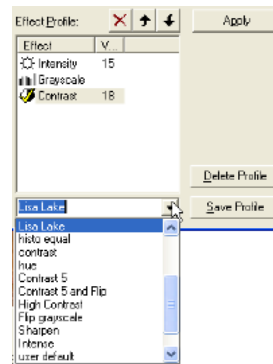 Effect Profile:
Apply
Effect V...
Intensity 15
Grayscale
Contrast 18
Delete Profile
Lisa Lake
Save Profile
Lisa Lake
histo equal
contrast
hue
Contrast 5
Contrast 5 and Flip
High Contrast
Flip grayscale
Sharpen
Intense
user default